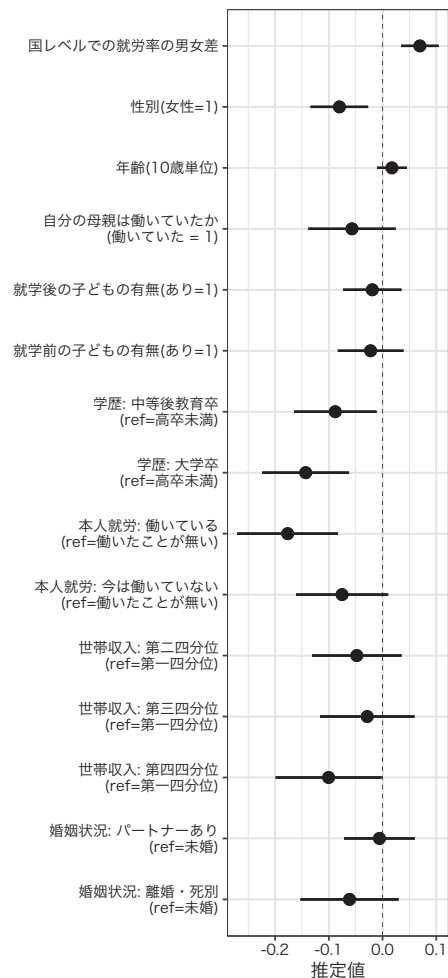 国レベルでの就労率の男女差
性別(女性=1)
年齢(10歳単位)
自分の母親は働いていたか
(働いていた = 1)
就学後の子どもの有無(あり=1)
就学前の子どもの有無(あり=1)
学歴: 中等後教育卒
(ref=高卒未満)
学歴: 大学卒
(ref=高卒未満)
本人就労: 働いている
(ref=働いたことが無い)
本人就労: 今は働いていない
(ref=働いたことが無い)
世帯収入: 第二四分位
(ref=第一四分位)
世帯収入: 第三四分位
(ref=第一四分位)
世帯収入: 第四四分位
(ref=第一四分位)
婚姻状況: パートナーあり
(ref=未婚)
婚姻状況: 離婚・死別
(ref=未婚)
-0.2 -0.1 0.0 0.1
推定値